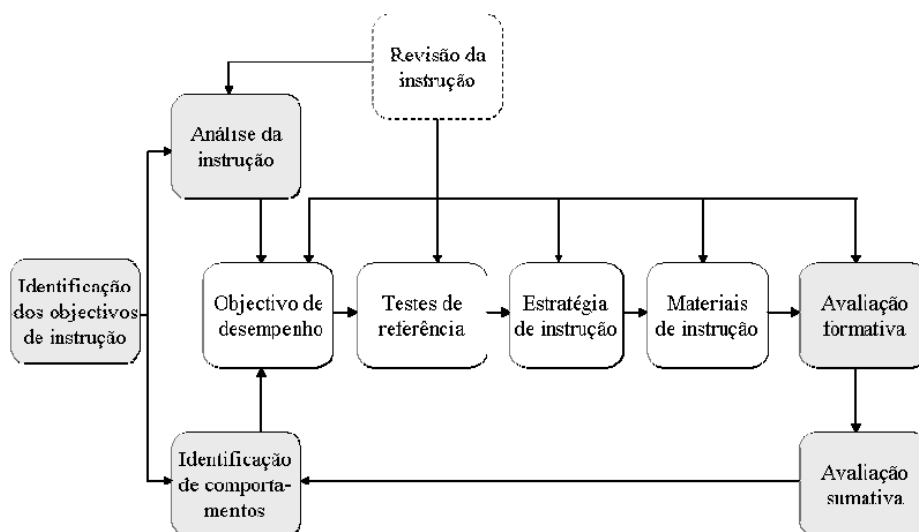 Revisão da
instrução
Análise da
instrução
Identificação
dos objectivos
de instrução
Objectivo de
desempenho
Testes de
referência
Estratégia
de instrução
Materiais
de instrução
Avaliação
formativa
Identificação
de comporta-
mentos
Avaliação
sumativa